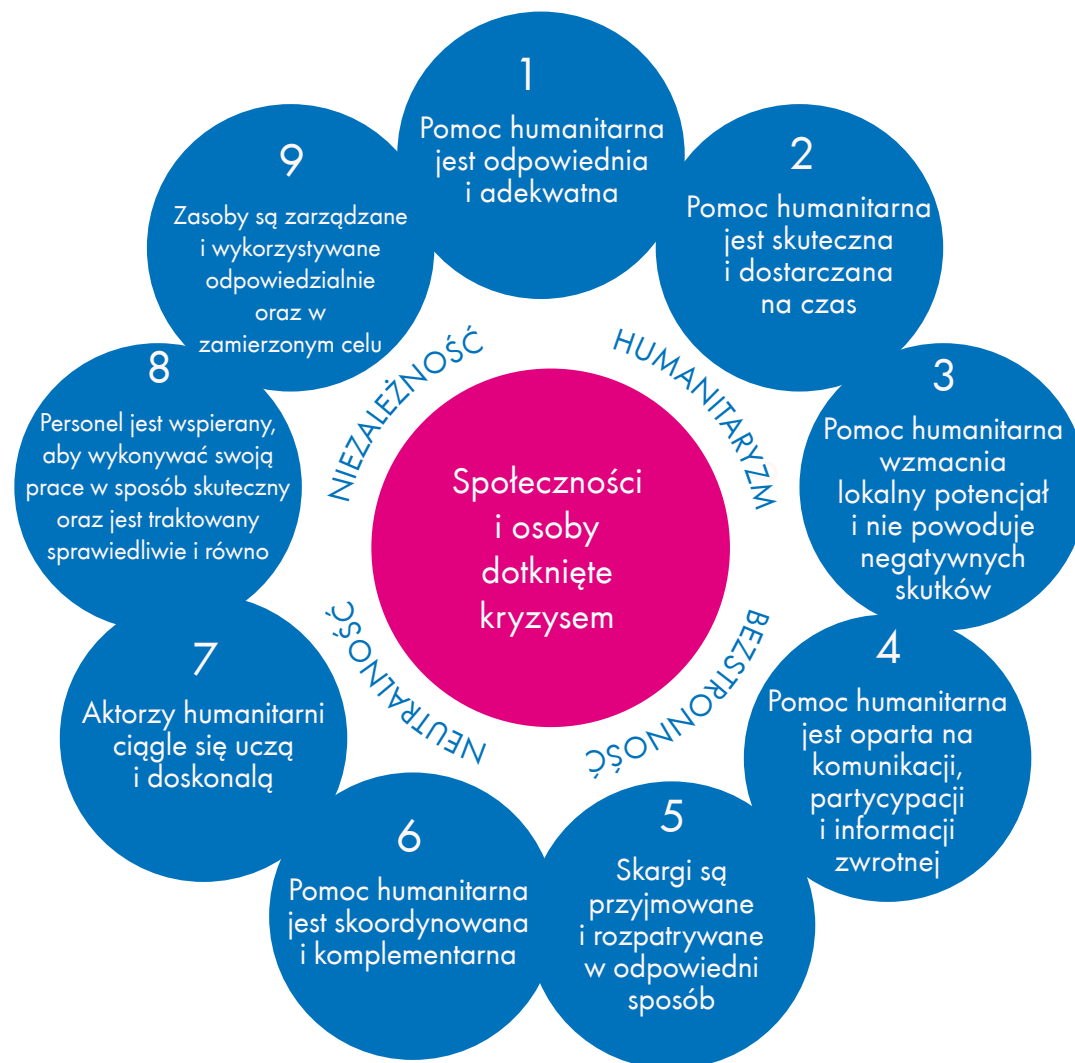 1
Pomoc humanitarna
jest odpowiednia
i adekwatna
2
Pomoc humanitarna
jest skuteczna
i dostarczana
na czas
3
Pomoc humanitarna
wzmacnia
lokalny potencjał
i nie powoduje
negatywnych
skutków
4
Pomoc humanitarna
jest oparta na
komunikacji,
partycypacji
i informacji
zwrotnej
5
Skargi są
przyjmowane
i rozpatrywane
w odpowiedni
sposób
6
Pomoc humanitarna
jest skoordynowana
i komplementarna
7
Aktorzy humanitarni
ciągle się uczą
i doskonalą
8
Personel jest wspierany,
aby wykonywać swoją
prace w sposób skuteczny
oraz jest traktowany
sprawiedliwie i równo
9
Zasoby są zarządzane
i wykorzystywane
odpowiedzialnie
oraz w
zamierzonym celu
NIEZALEŻNOŚĆ
HUMANITARYZM
BEZSTRONNOŚĆ
NEUTRALNOŚĆ
Społeczności
i osoby
dotknięte
kryzysem